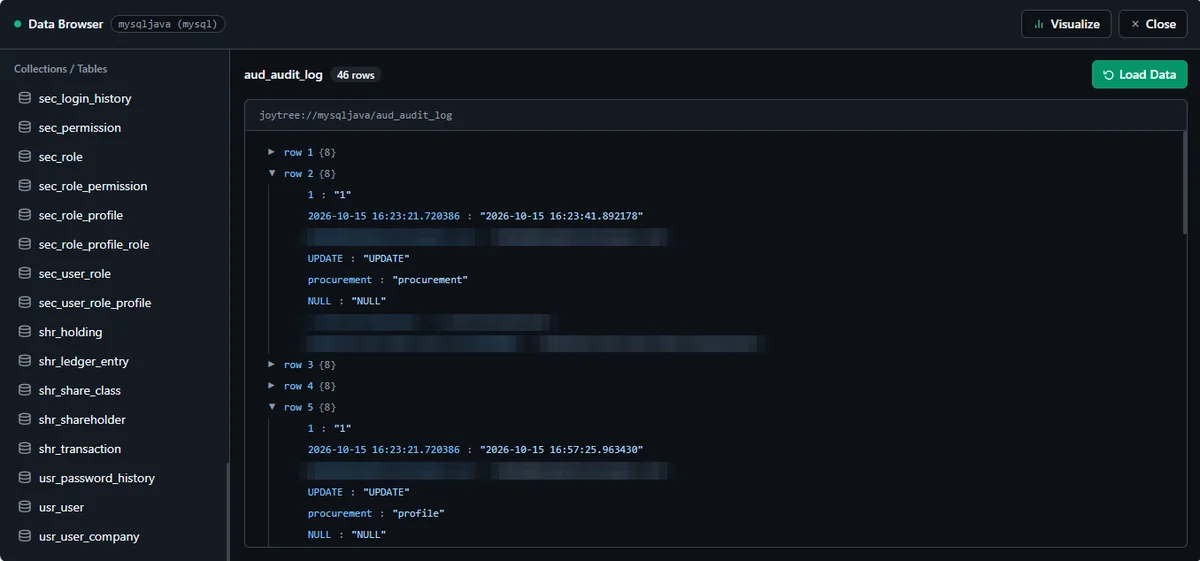 Data Browser mysqljava (mysql) Visualize × Close
Collections / Tables
sec_login_history
sec_permission
sec_role
sec_role_permission
sec_role_profile
sec_role_profile_role
sec_user_role
sec_user_role_profile
shr_holding
shr_ledger_entry
shr_share_class
shr_shareholder
shr_transaction
usr_password_history
usr_user
usr_user_company
aud_audit_log 46 rows Load Data
joytree://mysqljava/aud_audit_log
▶ row 1 {8}
▼ row 2 {8}
1 : "1"
2026-10-15 16:23:21.720386 : "2026-10-15 16:23:41.892178"
UPDATE : "UPDATE"
procurement : "procurement"
NULL : "NULL"
▶ row 3 {8}
▶ row 4 {8}
▼ row 5 {8}
1 : "1"
2026-10-15 16:23:21.720386 : "2026-10-15 16:57:25.963430"
UPDATE : "UPDATE"
procurement : "profile"
NULL : "NULL"